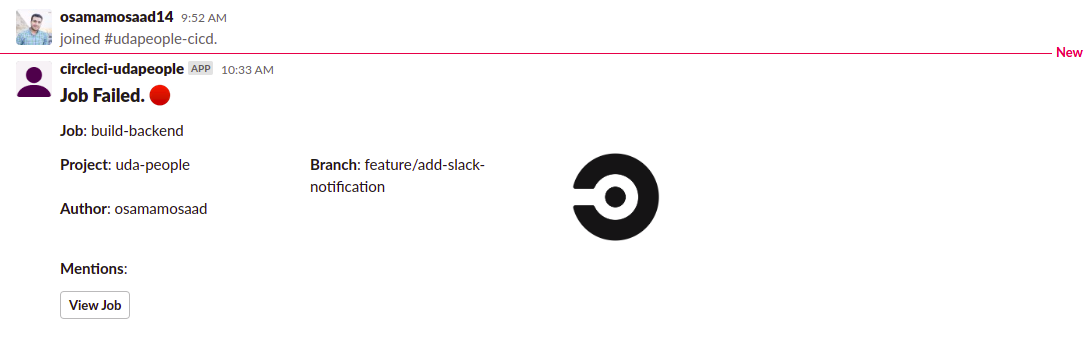 osamamosaad14 9:52 AM
joined #udapeople-cicd.
New
circleci-udapeople APP 10:33 AM
Job Failed.
Job: build-backend
Project: uda-people
Branch: feature/add-slack-
notification
Author: osamamosaad
Mentions:
View Job